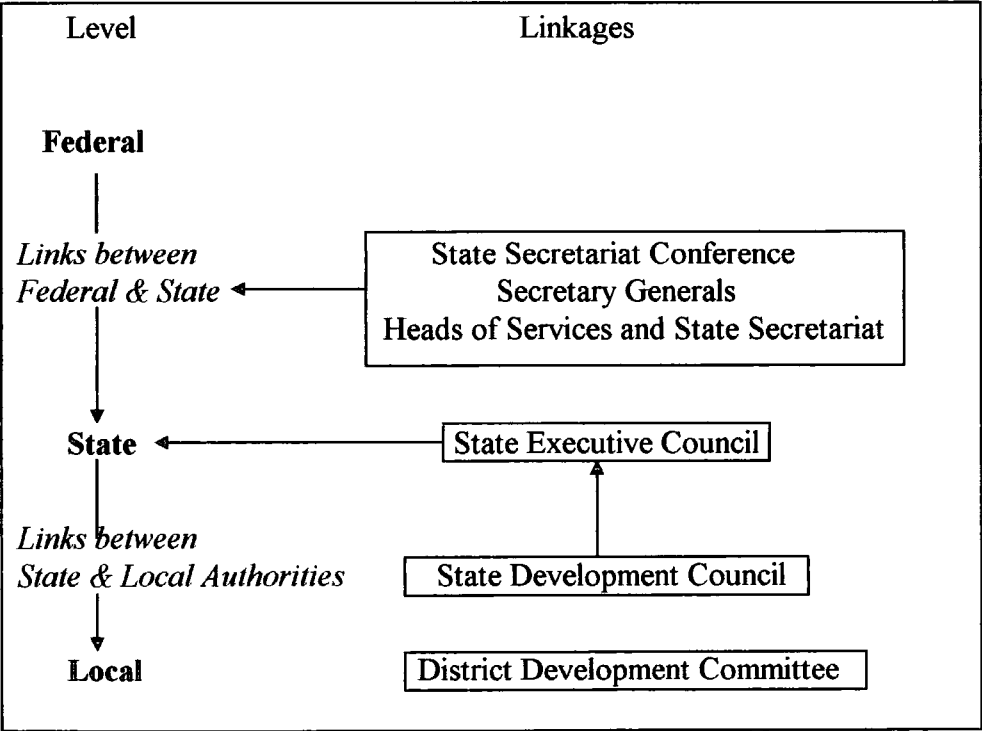 Level Linkages
Federal
Links between
Federal & State
State Secretariat Conference
Secretary Generals
Heads of Services and State Secretariat
State State Executive Council
Links between
State & Local Authorities
State Development Council
Local District Development Committee